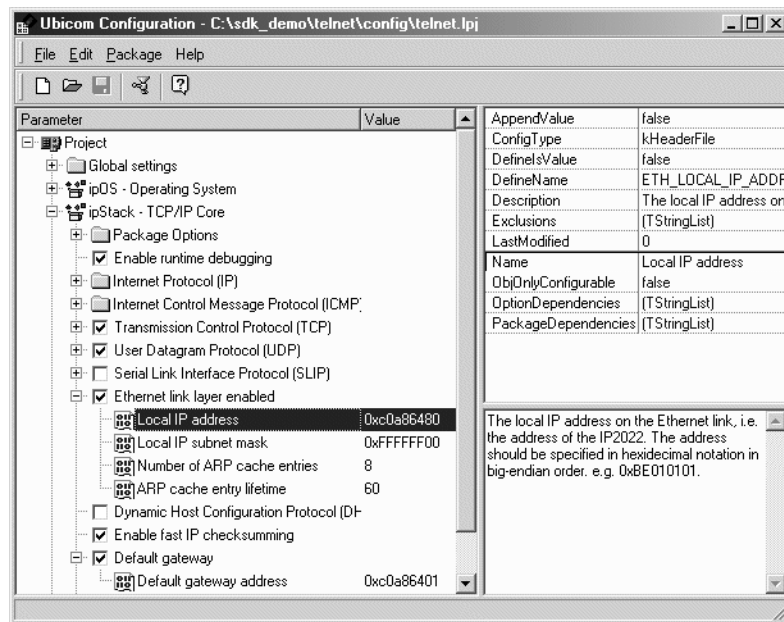 Ubicom Configuration - C:\sdk_demo\telnet\config\telnet.lpj
File Edit Package Help
Parameter Value
Project
Global settings
ipOS - Operating System
ipStack - TCP/IP Core
Package Options
Enable runtime debugging
Internet Protocol (IP)
Internet Control Message Protocol (ICMP)
Transmission Control Protocol (TCP)
User Datagram Protocol (UDP)
Serial Link Interface Protocol (SLIP)
Ethernet link layer enabled
Local IP address 0xc0a86480
Local IP subnet mask 0xFFFFFF00
Number of ARP cache entries 8
ARP cache entry lifetime 60
Dynamic Host Configuration Protocol (DH
Enable fast IP checksumming
Default gateway
Default gateway address 0xc0a86401
AppendValue false
ConfigType kHeaderFile
DefineIsValue false
DefineName ETH_LOCAL_IP_ADDR
Description The local IP address on
Exclusions (TStringList)
LastModified 0
Name Local IP address
ObjOnlyConfigurable false
OptionDependencies (TStringList)
PackageDependencies (TStringList)
The local IP address on the Ethernet link, i.e.
the address of the IP2022. The address
should be specified in hexidecimal notation in
big-endian order. e.g. 0xBE010101.